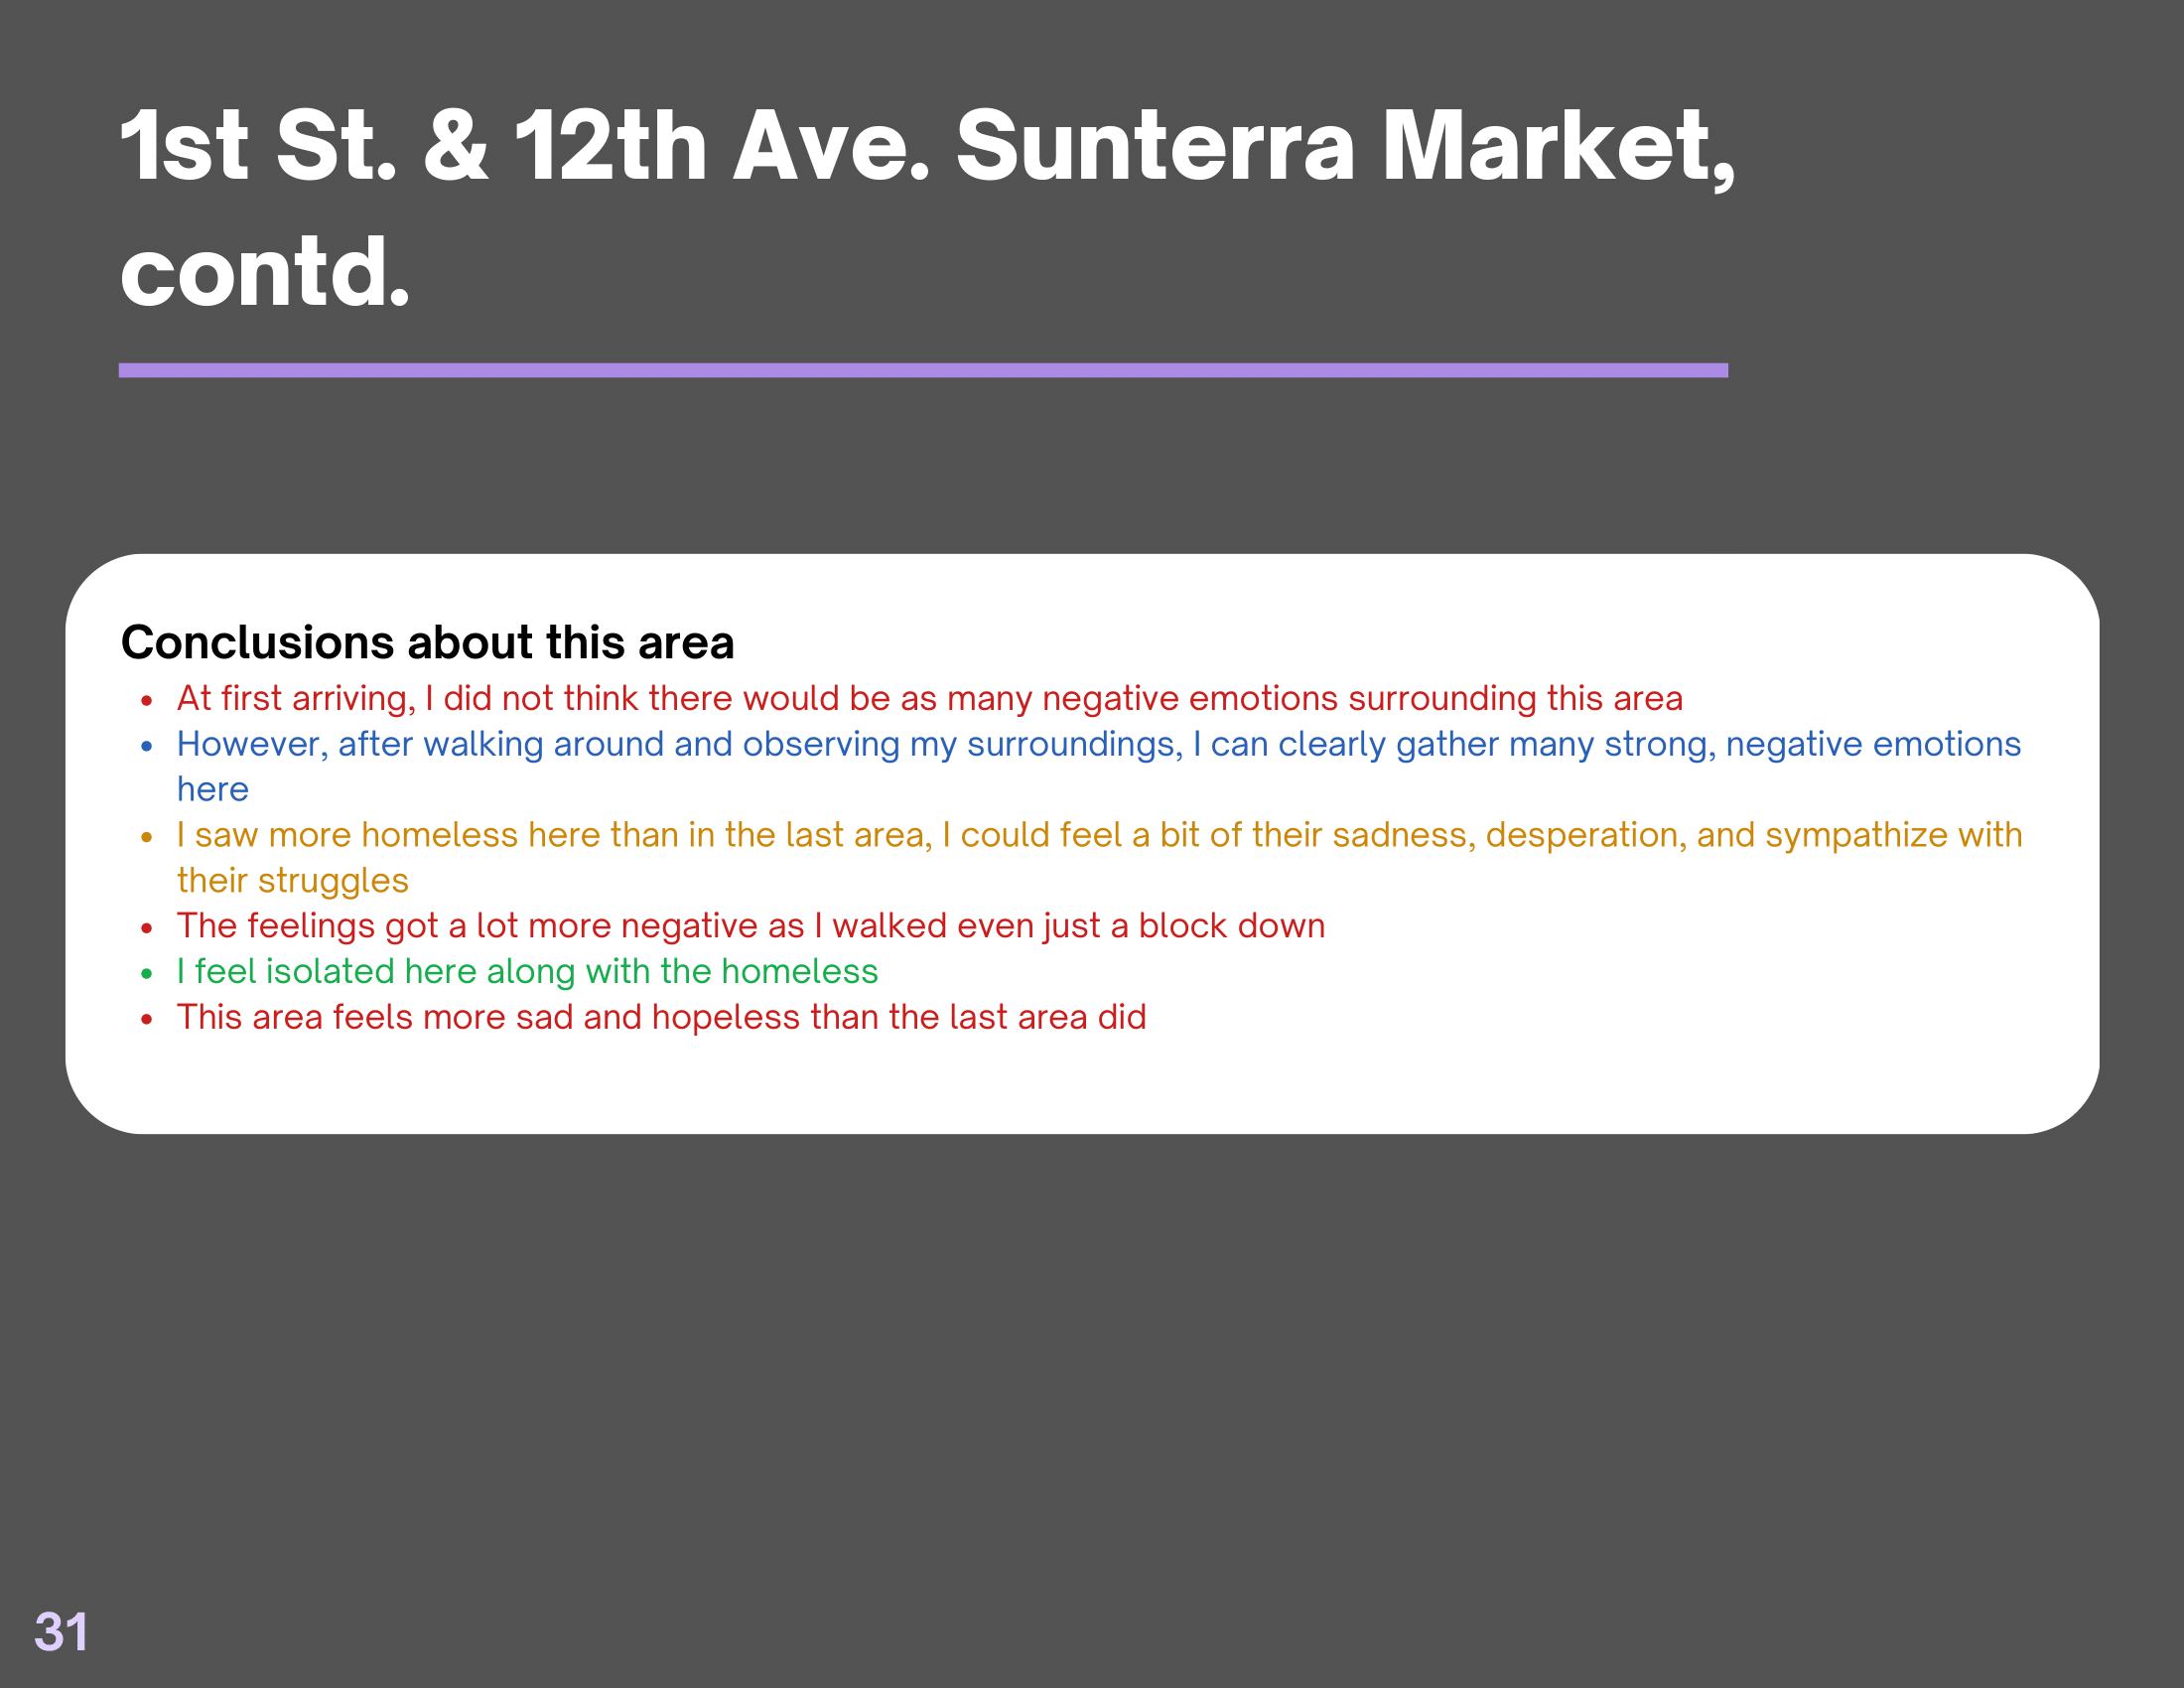 1st St. & 12th Ave. Sunterra Market,
contd.
Conclusions about this area
• At first arriving, I did not think there would be as many negative emotions surrounding this area
• However, after walking around and observing my surroundings, I can clearly gather many strong, negative emotions
here
• I saw more homeless here than in the last area, I could feel a bit of their sadness, desperation, and sympathize with
their struggles
• The feelings got a lot more negative as I walked even just a block down
• I feel isolated here along with the homeless
• This area feels more sad and hopeless than the last area did
31